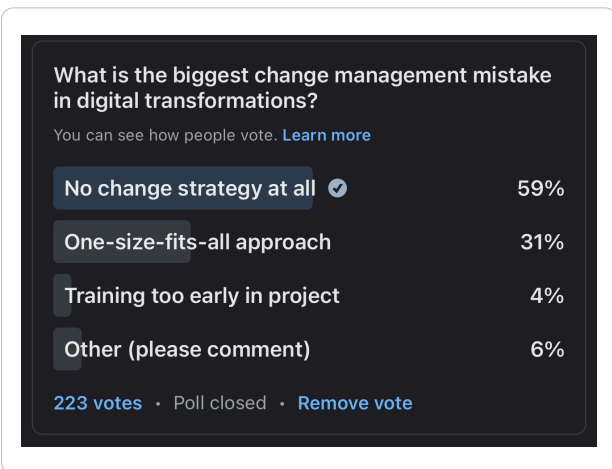 What is the biggest change management mistake
in digital transformations?
You can see how people vote. Learn more
No change strategy at all 59%
One-size-fits-all approach 31%
Training too early in project 4%
Other (please comment) 6%
223 votes • Poll closed • Remove vote